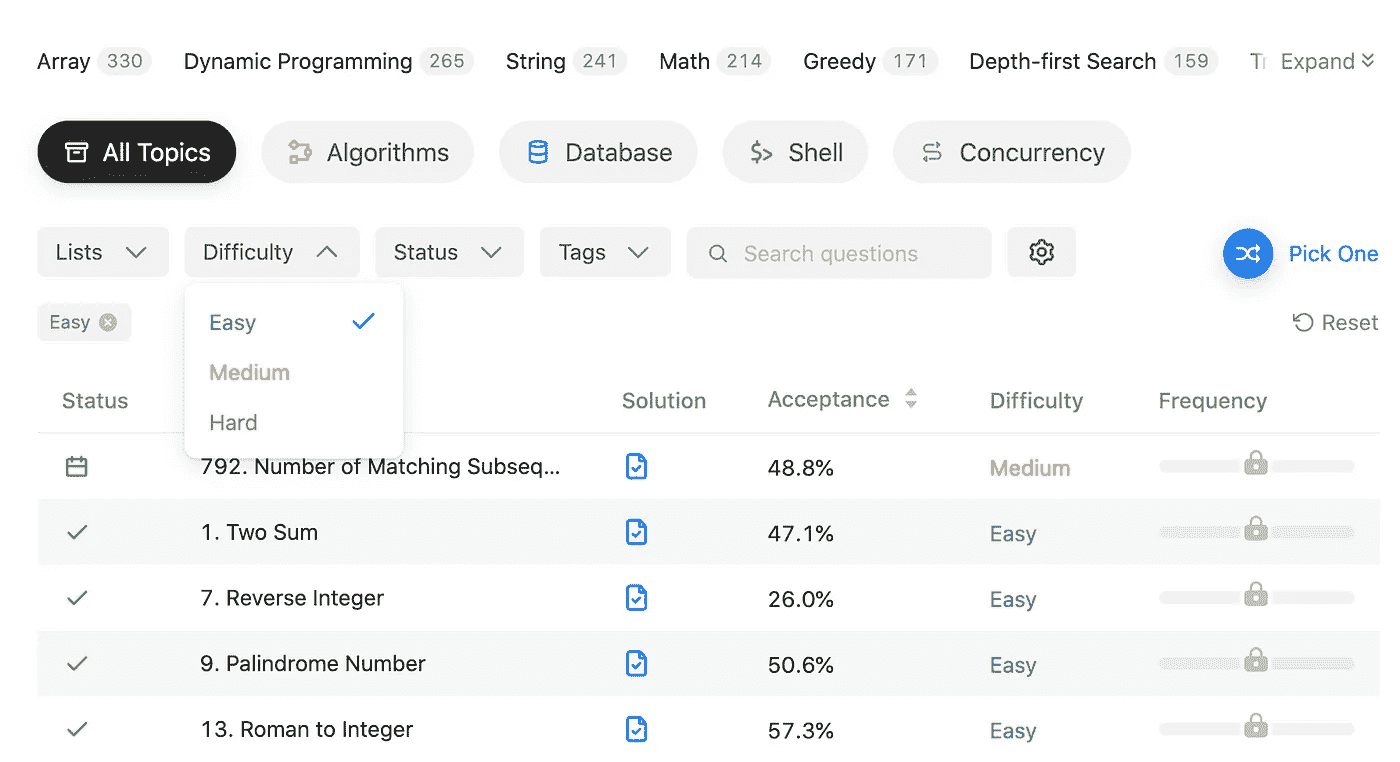 Array 330 Dynamic Programming 265 String 241 Math 214 Greedy 171 Depth-first Search 159 Expand
All Topics Algorithms Database Shell Concurrency
Lists Difficulty Status Tags Search questions Pick One
Easy Easy Reset
Medium
Status Solution Acceptance Difficulty Frequency
Hard
792. Number of Matching Subseq... 48.8% Medium
1. Two Sum 47.1% Easy
7. Reverse Integer 26.0% Easy
9. Palindrome Number 50.6% Easy
13. Roman to Integer 57.3% Easy